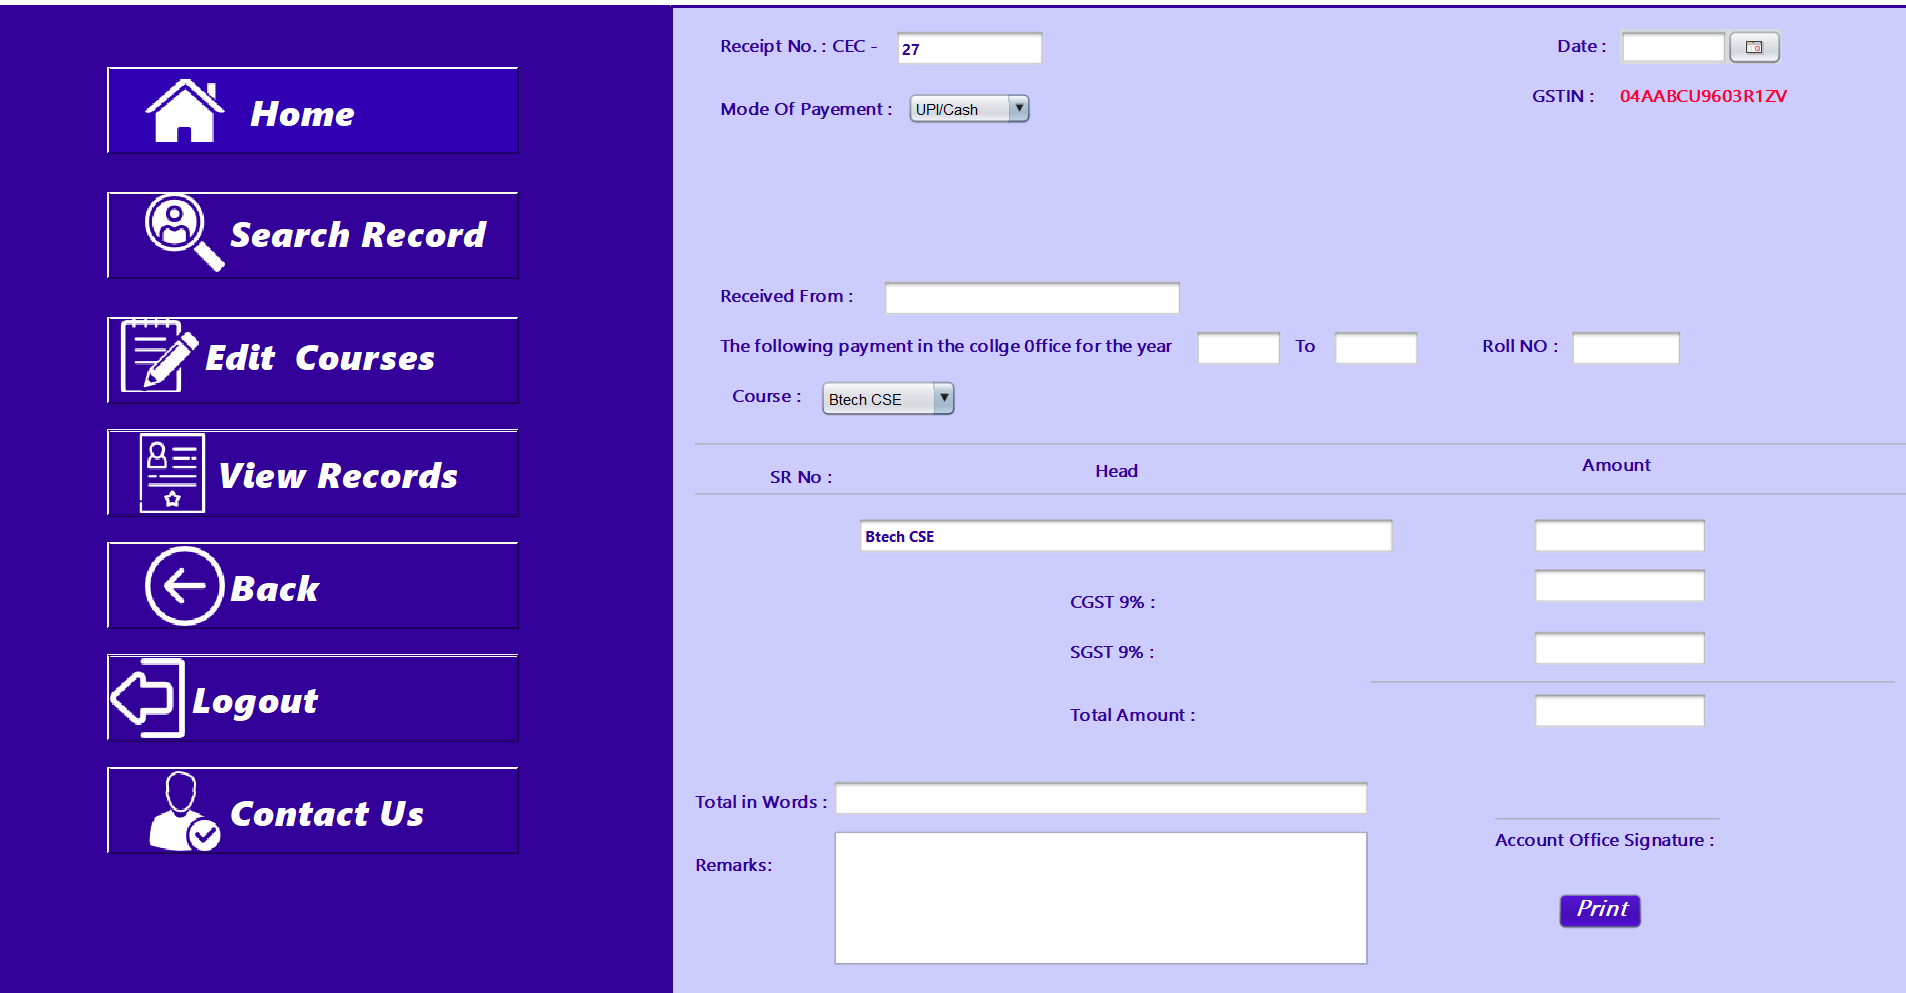 Home
Search Record
Edit Courses
View Records
Back
Logout
Contact Us
Receipt No. : CEC - 27
Date :
Mode Of Payement : UPI/Cash
GSTIN : 04AABCU9603R1ZV
Received From :
The following payment in the collge 0ffice for the year To Roll NO :
Course : Btech CSE
SR No : Head Amount
Btech CSE
CGST 9% :
SGST 9% :
Total Amount :
Total in Words :
Account Office Signature :
Remarks:
Print